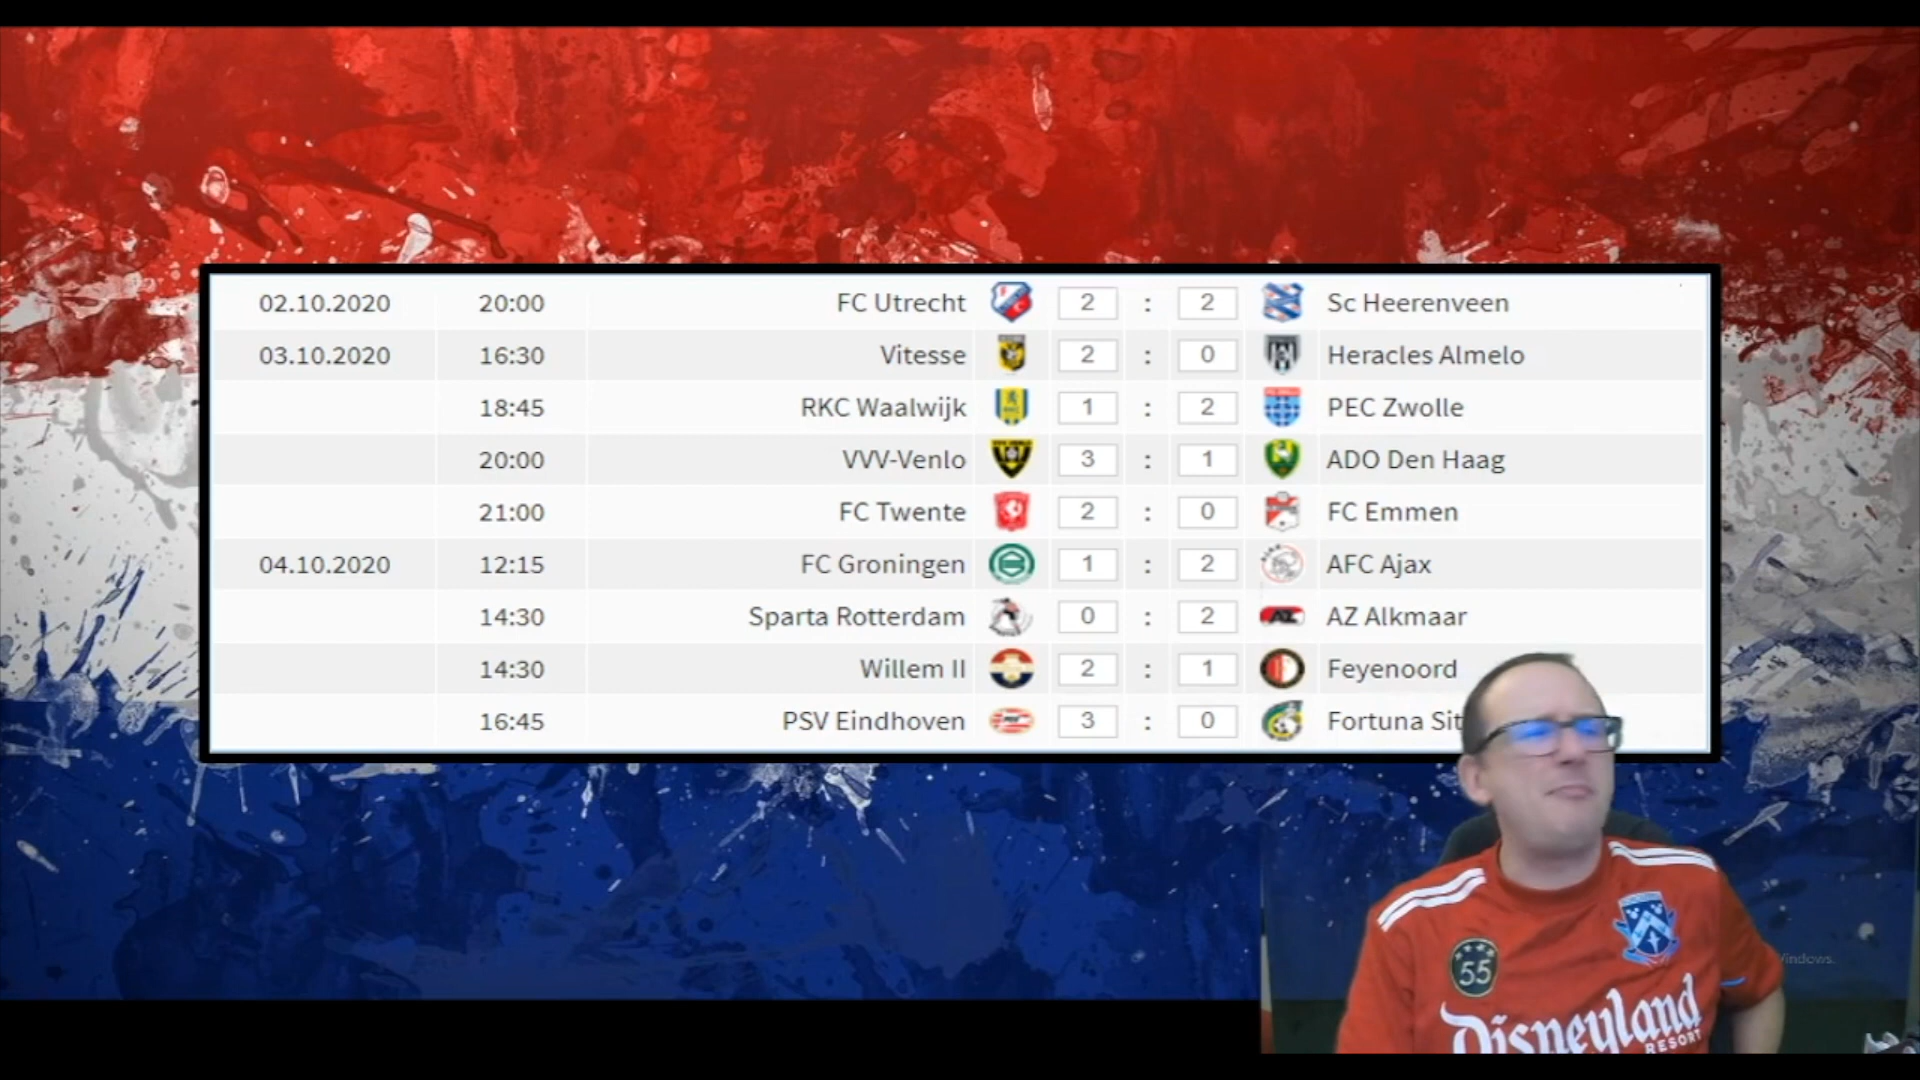 02.10.2020 20:00 FC Utrecht 2 : 2 Sc Heerenveen
03.10.2020 16:30 Vitesse 2 : 0 Heracles Almelo
18:45 RKC Waalwijk 1 : 2 PEC Zwolle
20:00 VVV-Venlo 3 : 1 ADO Den Haag
21:00 FC Twente 2 : 0 FC Emmen
04.10.2020 12:15 FC Groningen 1 : 2 AFC Ajax
14:30 Sparta Rotterdam 0 : 2 AZ Alkmaar
14:30 Willem II 2 : 1 Feyenoord
16:45 PSV Eindhoven 3 : 0 Fortuna Sit
Windows.
55
Disneyland
RESORT